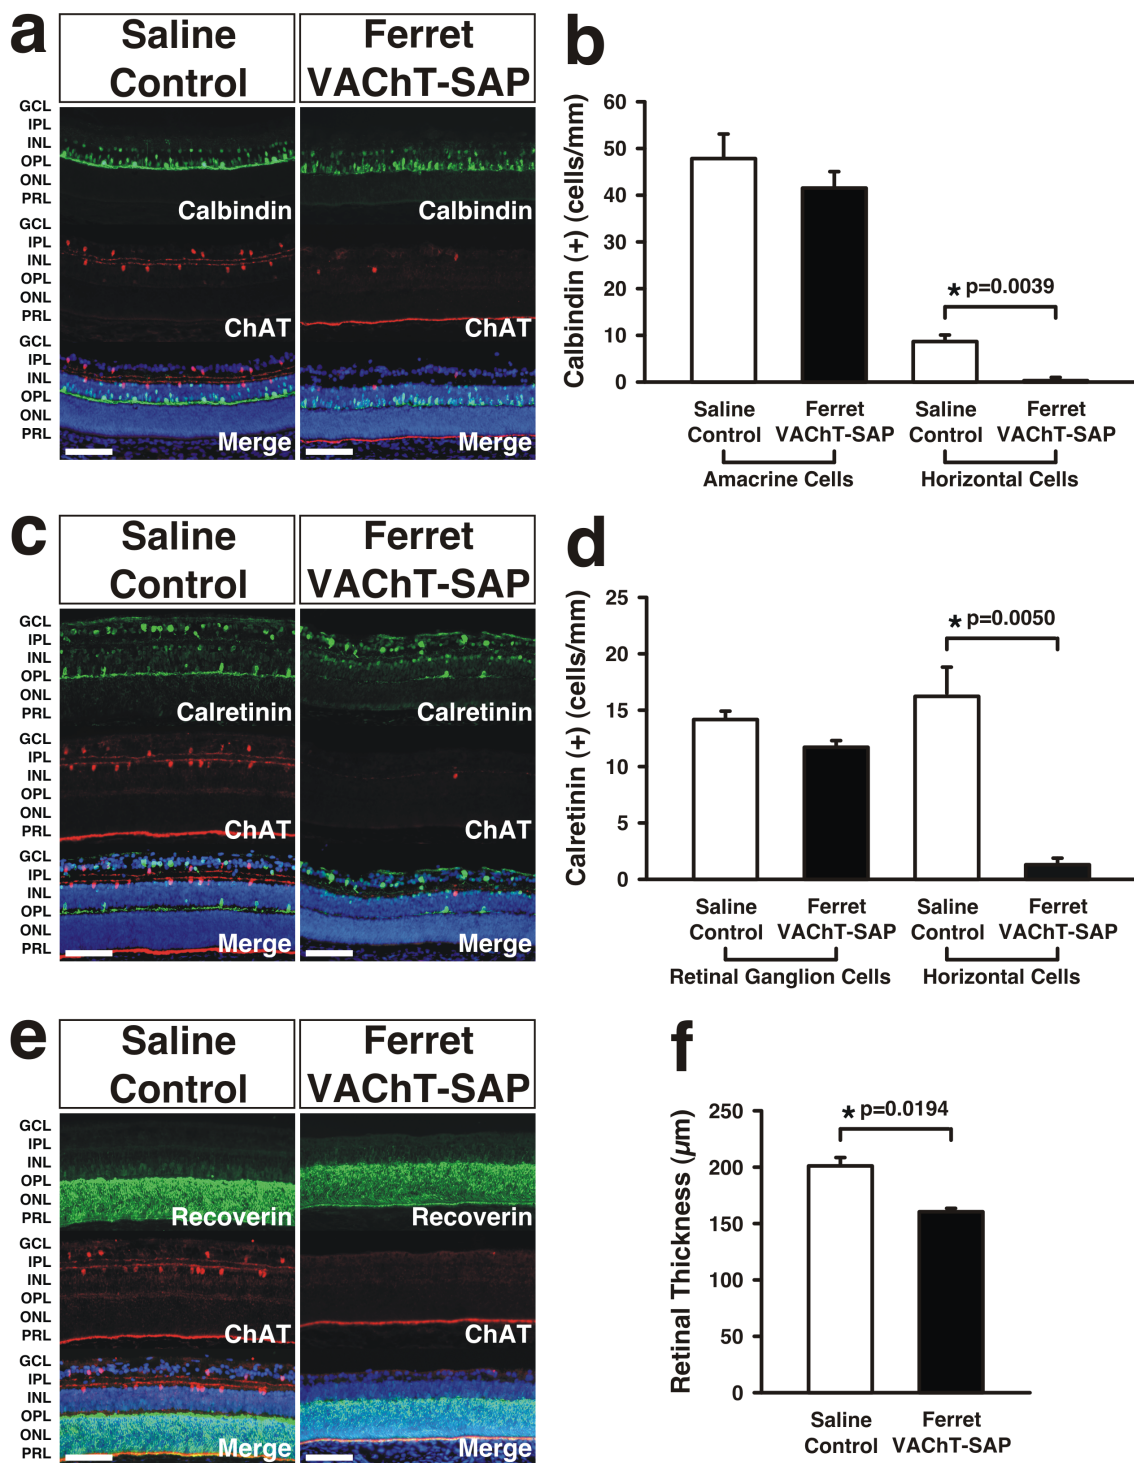 a
Saline
Control
Ferret
VAChT-SAP
GCL
IPL
INL
OPL
ONL
PRL
Calbindin
Calbindin
GCL
IPL
INL
OPL
ONL
PRL
ChAT
ChAT
GCL
IPL
INL
OPL
ONL
PRL
Merge
Merge
b
Calbindin (+) (cells/mm)
60
50
40
30
20
10
0
* p=0.0039
Saline
Control
Ferret
VAChT-SAP
Saline
Control
Ferret
VAChT-SAP
Amacrine Cells
Horizontal Cells
c
Saline
Control
Ferret
VAChT-SAP
GCL
IPL
INL
OPL
ONL
PRL
Calretinin
Calretinin
GCL
IPL
INL
OPL
ONL
PRL
ChAT
ChAT
GCL
IPL
INL
OPL
ONL
PRL
Merge
Merge
d
Calretinin (+) (cells/mm)
25
20
15
10
5
0
* p=0.0050
Saline
Control
Ferret
VAChT-SAP
Saline
Control
Ferret
VAChT-SAP
Retinal Ganglion Cells
Horizontal Cells
e
Saline
Control
Ferret
VAChT-SAP
GCL
IPL
INL
OPL
ONL
PRL
Recoverin
Recoverin
GCL
IPL
INL
OPL
ONL
PRL
ChAT
ChAT
GCL
IPL
INL
OPL
ONL
PRL
Merge
Merge
f
Retinal Thickness (µm)
250
200
150
100
50
0
* p=0.0194
Saline
Control
Ferret
VAChT-SAP